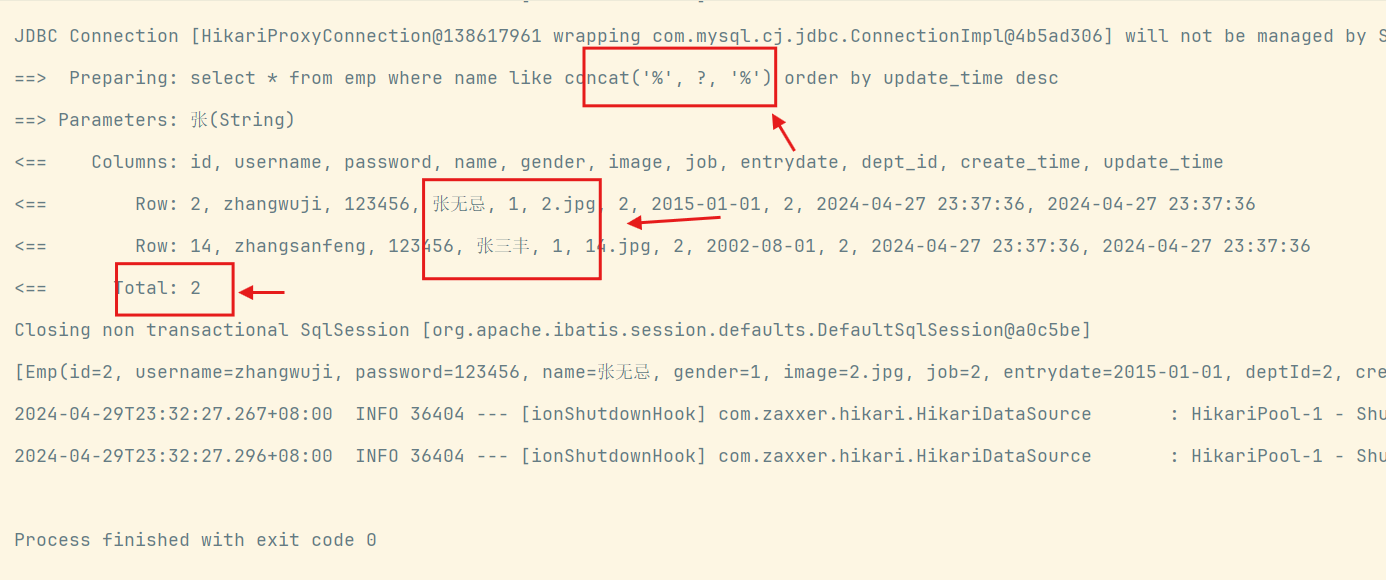 JDBC Connection [HikariProxyConnection@138617961 wrapping com.mysql.cj.jdbc.ConnectionImpl@4b5ad306] will not be managed by S
==>  Preparing: select * from emp where name like concat('%', ?, '%') order by update_time desc
==> Parameters: 张(String)
<==    Columns: id, username, password, name, gender, image, job, entrydate, dept_id, create_time, update_time
<==        Row: 2, zhangwuji, 123456, 张无忌, 1, 2.jpg, 2, 2015-01-01, 2, 2024-04-27 23:37:36, 2024-04-27 23:37:36
<==        Row: 14, zhangsanfeng, 123456, 张三丰, 1, 14.jpg, 2, 2002-08-01, 2, 2024-04-27 23:37:36, 2024-04-27 23:37:36
<==      Total: 2
Closing non transactional SqlSession [org.apache.ibatis.session.defaults.DefaultSqlSession@a0c5be]
[Emp(id=2, username=zhangwuji, password=123456, name=张无忌, gender=1, image=2.jpg, job=2, entrydate=2015-01-01, deptId=2, cre
2024-04-29T23:32:27.267+08:00  INFO 36404 --- [ionShutdownHook] com.zaxxer.hikari.HikariDataSource       : HikariPool-1 - Shu
2024-04-29T23:32:27.296+08:00  INFO 36404 --- [ionShutdownHook] com.zaxxer.hikari.HikariDataSource       : HikariPool-1 - Shu
Process finished with exit code 0